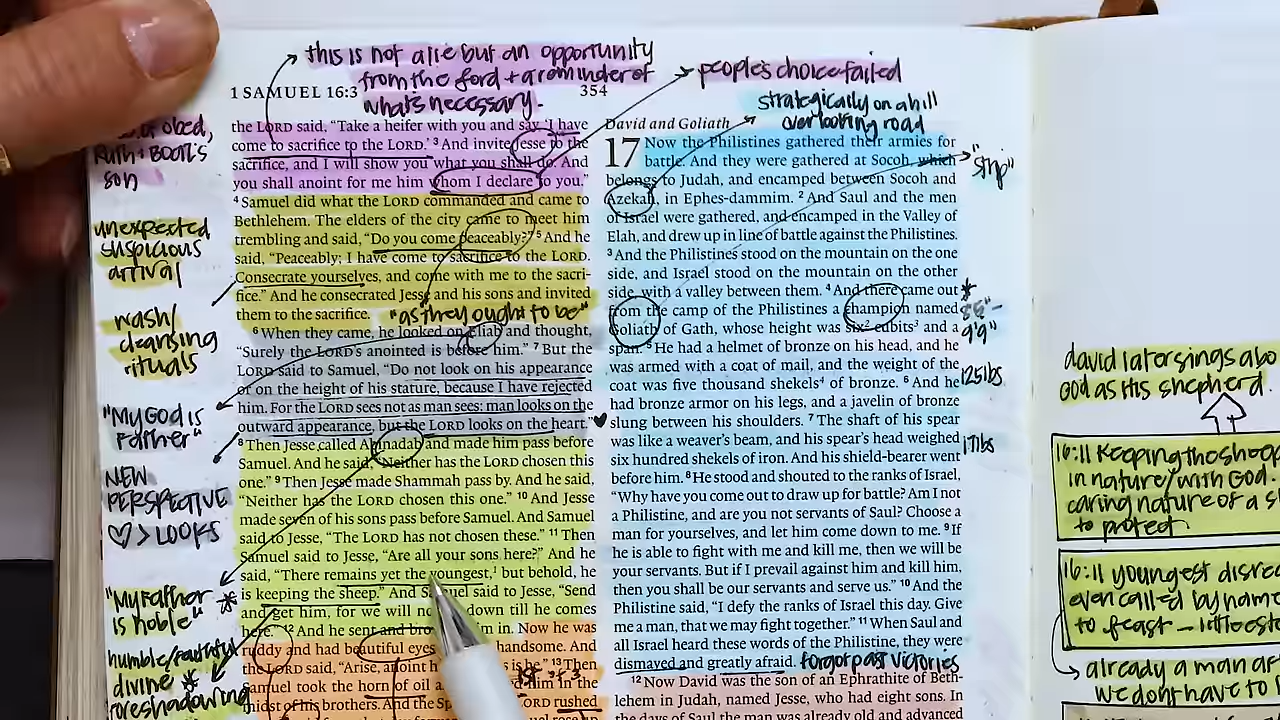 this is not a lie but an opportunity
from the Lord + a reminder of
what's necessary.
people's choice failed
strategically on a hill
overlooking road
1 SAMUEL 16:3
354
obed,
Ruth + Boaz's
son
unexpected
suspicious
arrival
wash/
cleansing
rituals
"My God is
Father"
NEW
PERSPECTIVE
♡ > LOOKS
"My Father
is noble" *
humble/faithful
divine *
foreshadowing
the LORD said, "Take a heifer with you and say 'I have
come to sacrifice to the LORD.' 3 And invite Jesse to the
sacrifice, and I will show you what you shall do. And
you shall anoint for me him whom I declare to you."
4 Samuel did what the LORD commanded and came to
Bethlehem. The elders of the city came to meet him
trembling and said, "Do you come peaceably?" 5 And he
said, "Peaceably; I have come to sacrifice to the LORD.
Consecrate yourselves, and come with me to the sacri-
fice." And he consecrated Jesse and his sons and invited
them to the sacrifice.
"as they ought to be"
6 When they came, he looked on Eliab and thought,
"Surely the LORD's anointed is before him." 7 But the
LORD said to Samuel, "Do not look on his appearance
or on the height of his stature, because I have rejected
him. For the LORD sees not as man sees: man looks on the
outward appearance, but the LORD looks on the heart." ♥
8 Then Jesse called Abinadab and made him pass before
Samuel. And he said, "Neither has the LORD chosen this
one." 9 Then Jesse made Shammah pass by. And he said,
"Neither has the LORD chosen this one." 10 And Jesse
made seven of his sons pass before Samuel. And Samuel
said to Jesse, "The LORD has not chosen these." 11 Then
Samuel said to Jesse, "Are all your sons here?" And he
said, "There remains yet the youngest,1 but behold, he
is keeping the sheep." And Samuel said to Jesse, "Send
and get him, for we will not down till he comes
here." 12 And he sent and him in. Now he was
ruddy and had beautiful eyes handsome. And
the LORD said, "Arise, anoint is he." 13 Then
Samuel took the horn of oil him in the
midst of his brothers. And the LORD rushed
David and Goliath
17 Now the Philistines gathered their armies for
battle. And they were gathered at Socoh, which
belongs to Judah, and encamped between Socoh and
Azekah, in Ephes-dammim. 2 And Saul and the men
of Israel were gathered, and encamped in the Valley of
Elah, and drew up in line of battle against the Philistines.
3 And the Philistines stood on the mountain on the one
side, and Israel stood on the mountain on the other
side, with a valley between them. 4 And there came out
from the camp of the Philistines a champion named
Goliath of Gath, whose height was six2 cubits3 and a
span. 5 He had a helmet of bronze on his head, and he
was armed with a coat of mail, and the weight of the
coat was five thousand shekels4 of bronze. 6 And he
had bronze armor on his legs, and a javelin of bronze
slung between his shoulders. 7 The shaft of his spear
was like a weaver's beam, and his spear's head weighed
six hundred shekels of iron. And his shield-bearer went
before him. 8 He stood and shouted to the ranks of Israel,
"Why have you come out to draw up for battle? Am I not
a Philistine, and are you not servants of Saul? Choose a
man for yourselves, and let him come down to me. 9 If
he is able to fight with me and kill me, then we will be
your servants. But if I prevail against him and kill him,
then you shall be our servants and serve us." 10 And the
Philistine said, "I defy the ranks of Israel this day. Give
me a man, that we may fight together." 11 When Saul and
all Israel heard these words of the Philistine, they were
dismayed and greatly afraid. forgot past victories
12 Now David was the son of an Ephrathite of Beth-
lehem in Judah, named Jesse, who had eight sons. In
the days of Saul the man was already old and advanced
"strip"
*
9'9"
125lbs
17lbs
david later sings about
God as His shepherd.
16:11 Keeping the sheep
in nature/with God.
caring nature of a s
to protect
16:11 youngest disre
even called by name
to feast – little est
already a man af
we don't have to